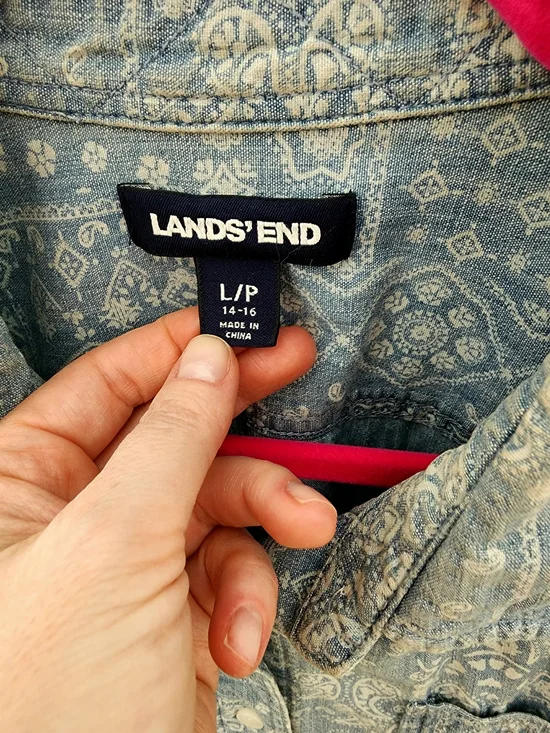 LANDS' END
L/P
14-16
MADE IN
CHINA